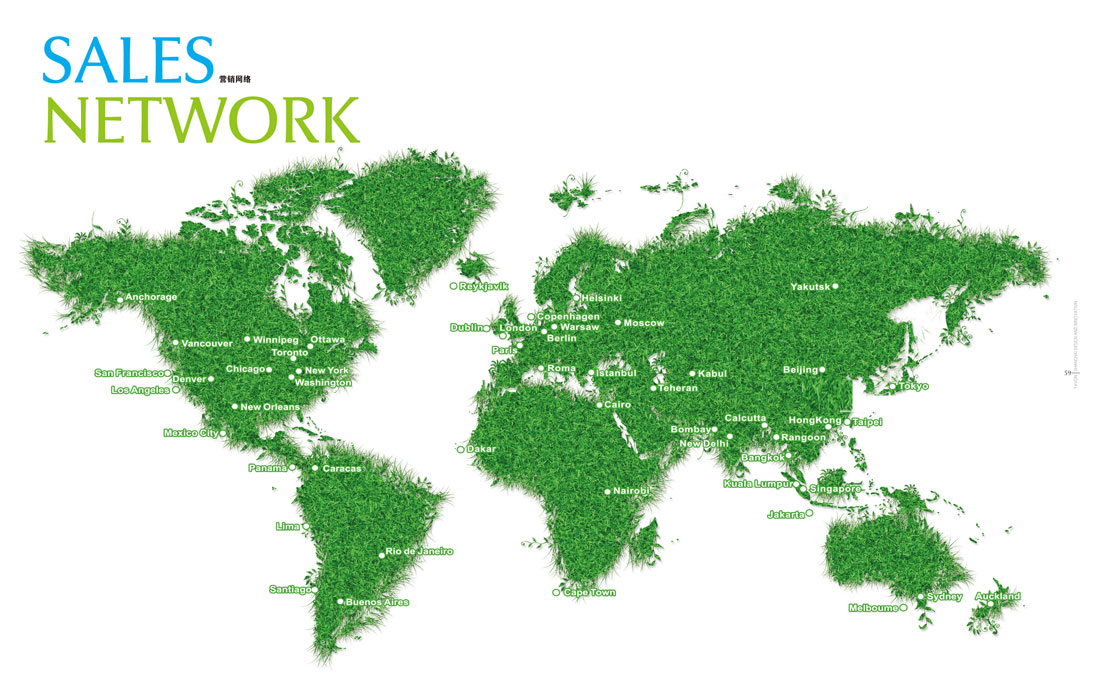 SALES 营销网络
NETWORK
Anchorage
Reykjavik
Yakutsk
Helsinki
Copenhagen
Dublin London Warsaw Moscow
Vancouver Winnipeg Ottawa Berlin
Toronto Paris
San Francisco Denver Chicago New York Roma Istanbul Kabul Beijing
Washington
Los Angeles Teheran Tokyo
New Orleans Cairo
Calcutta HongKong Taipei
Mexico City Bombay Rangoon
New Delhi
Dakar Bangkok
Panama Caracas
Kuala Lumpur Singapore
Nairobi
Jakarta
Lima
Rio de Janeiro
Santiago Cape Town
Buenos Aires Sydney Auckland
Melboume
59